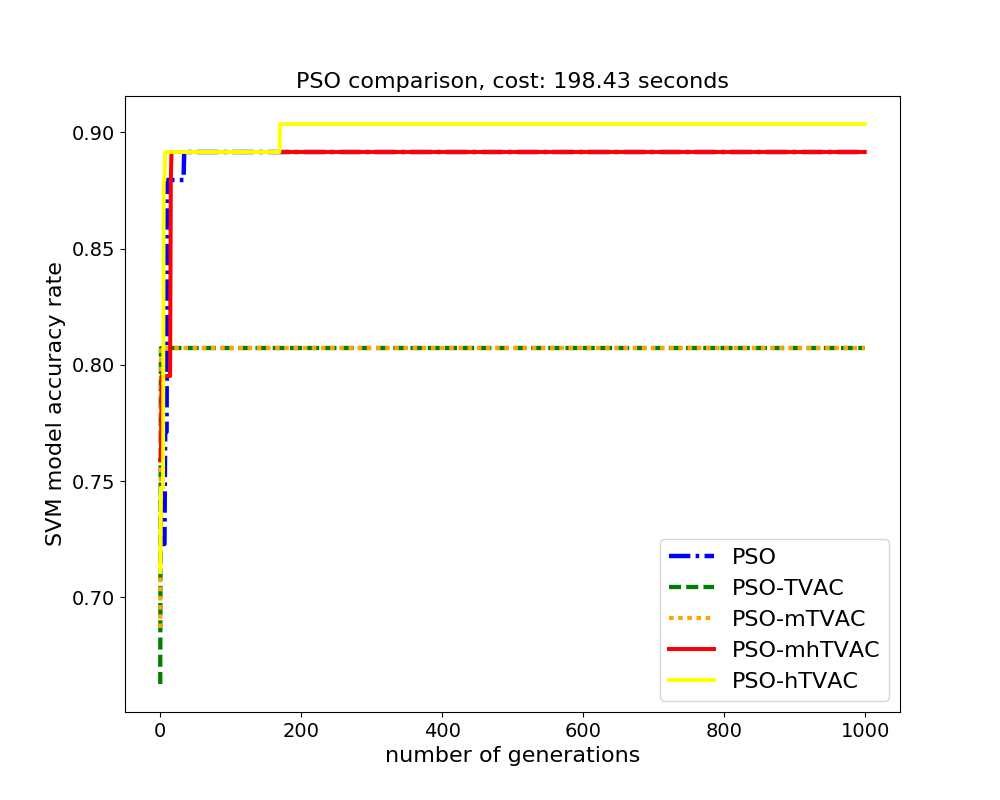 PSO comparison, cost: 198.43 seconds
0.90
0.85
0.80
0.75
0.70
SVM model accuracy rate
0 200 400 600 800 1000
number of generations
PSO
PSO-TVAC
PSO-mTVAC
PSO-mhTVAC
PSO-hTVAC